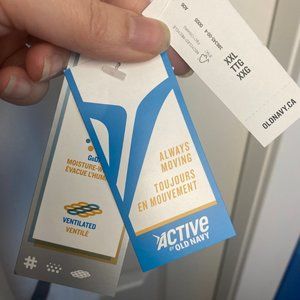 XXL
TTG
XXG
OLDNAVY.CA
MOISTURE-W
ÉVACUE L'HUM
VENTILATED
VENTILÉ
ALWAYS
MOVING
TOUJOURS
EN MOUVEMENT
ACTIVE
BY OLD NAVY